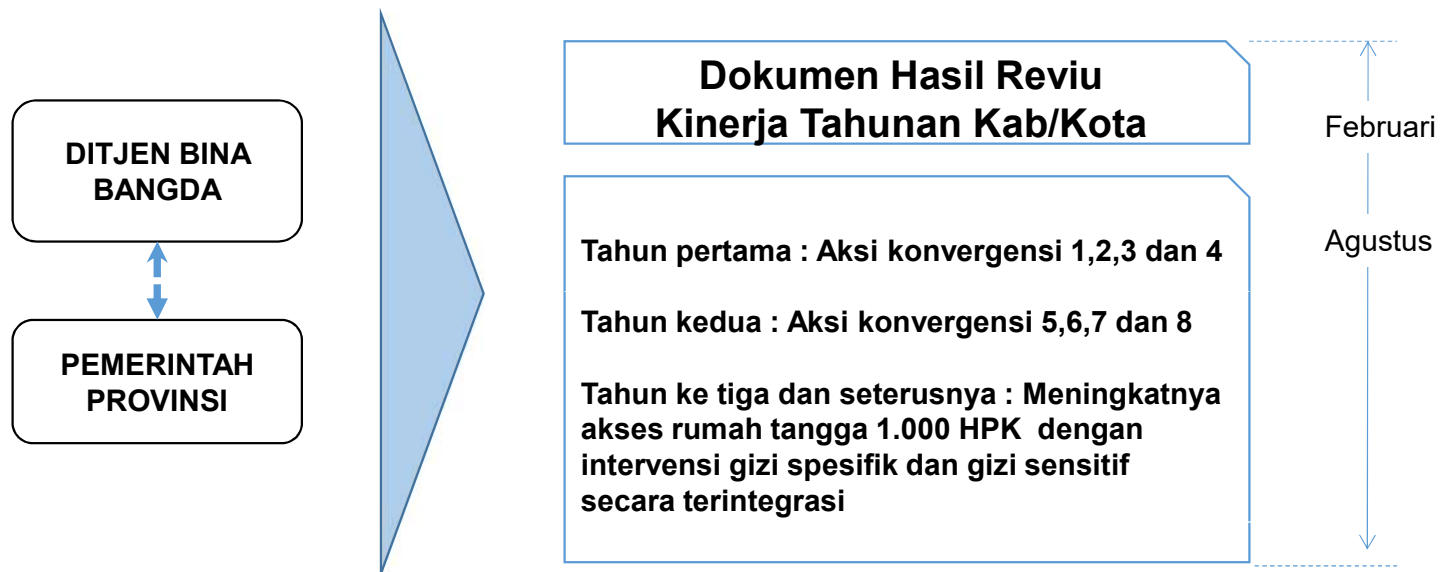 DITJEN BINA
BANGDA
PEMERINTAH
PROVINSI
Dokumen Hasil Reviu
Kinerja Tahunan Kab/Kota
Tahun pertama : Aksi konvergensi 1,2,3 dan 4
Tahun kedua : Aksi konvergensi 5,6,7 dan 8
Tahun ke tiga dan seterusnya : Meningkatnya
akses rumah tangga 1.000 HPK dengan
intervensi gizi spesifik dan gizi sensitif
secara terintegrasi
Februari
Agustus